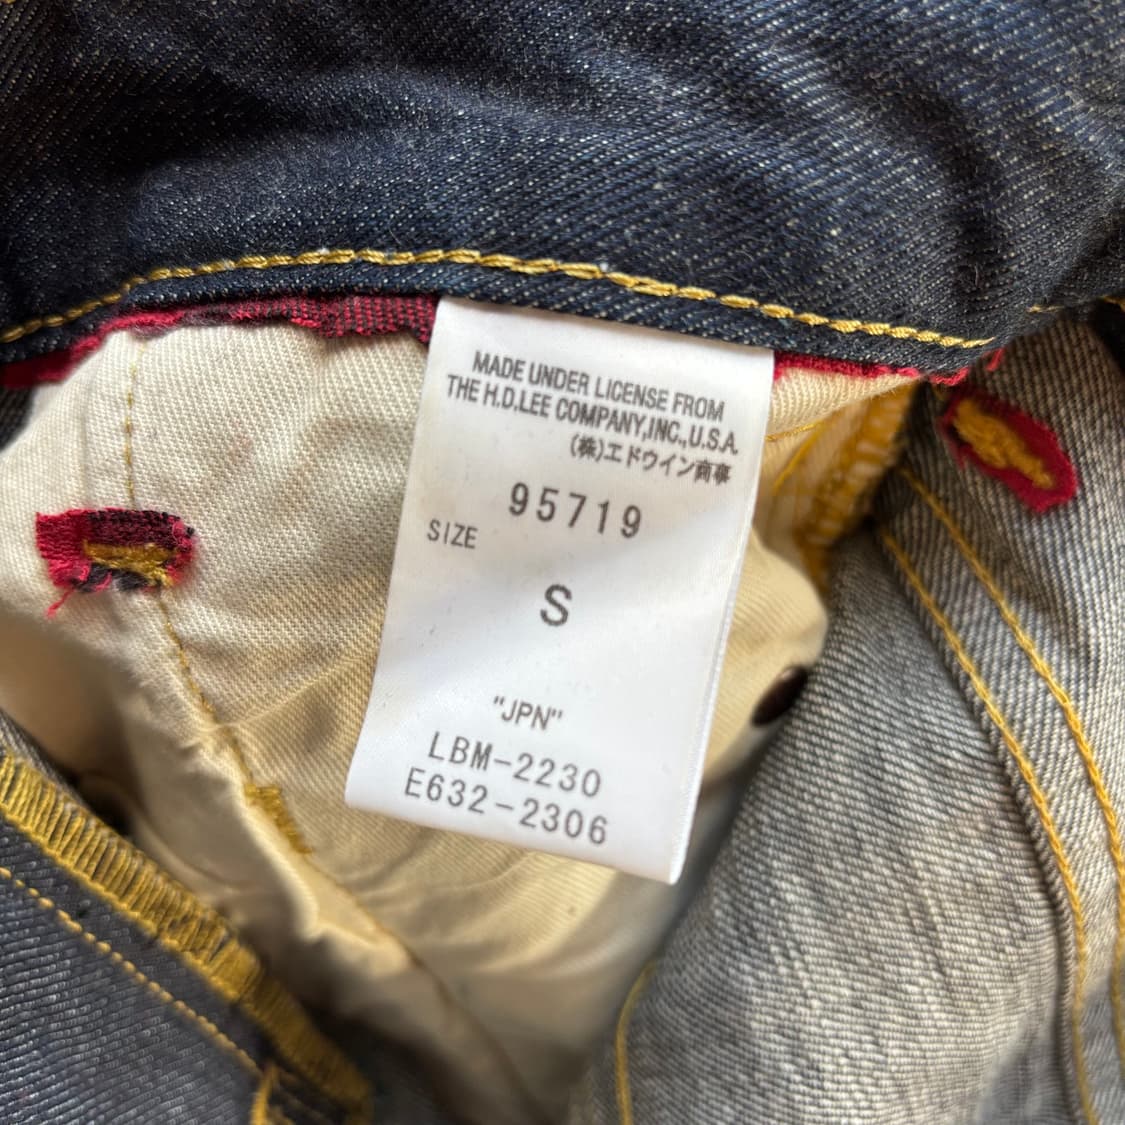 MADE UNDER LICENSE FROM
THE H.D.LEE COMPANY,INC.,U.S.A.
(株)エドウイン商事
95719
SIZE
S
"JPN"
LBM-2230
E632-2306